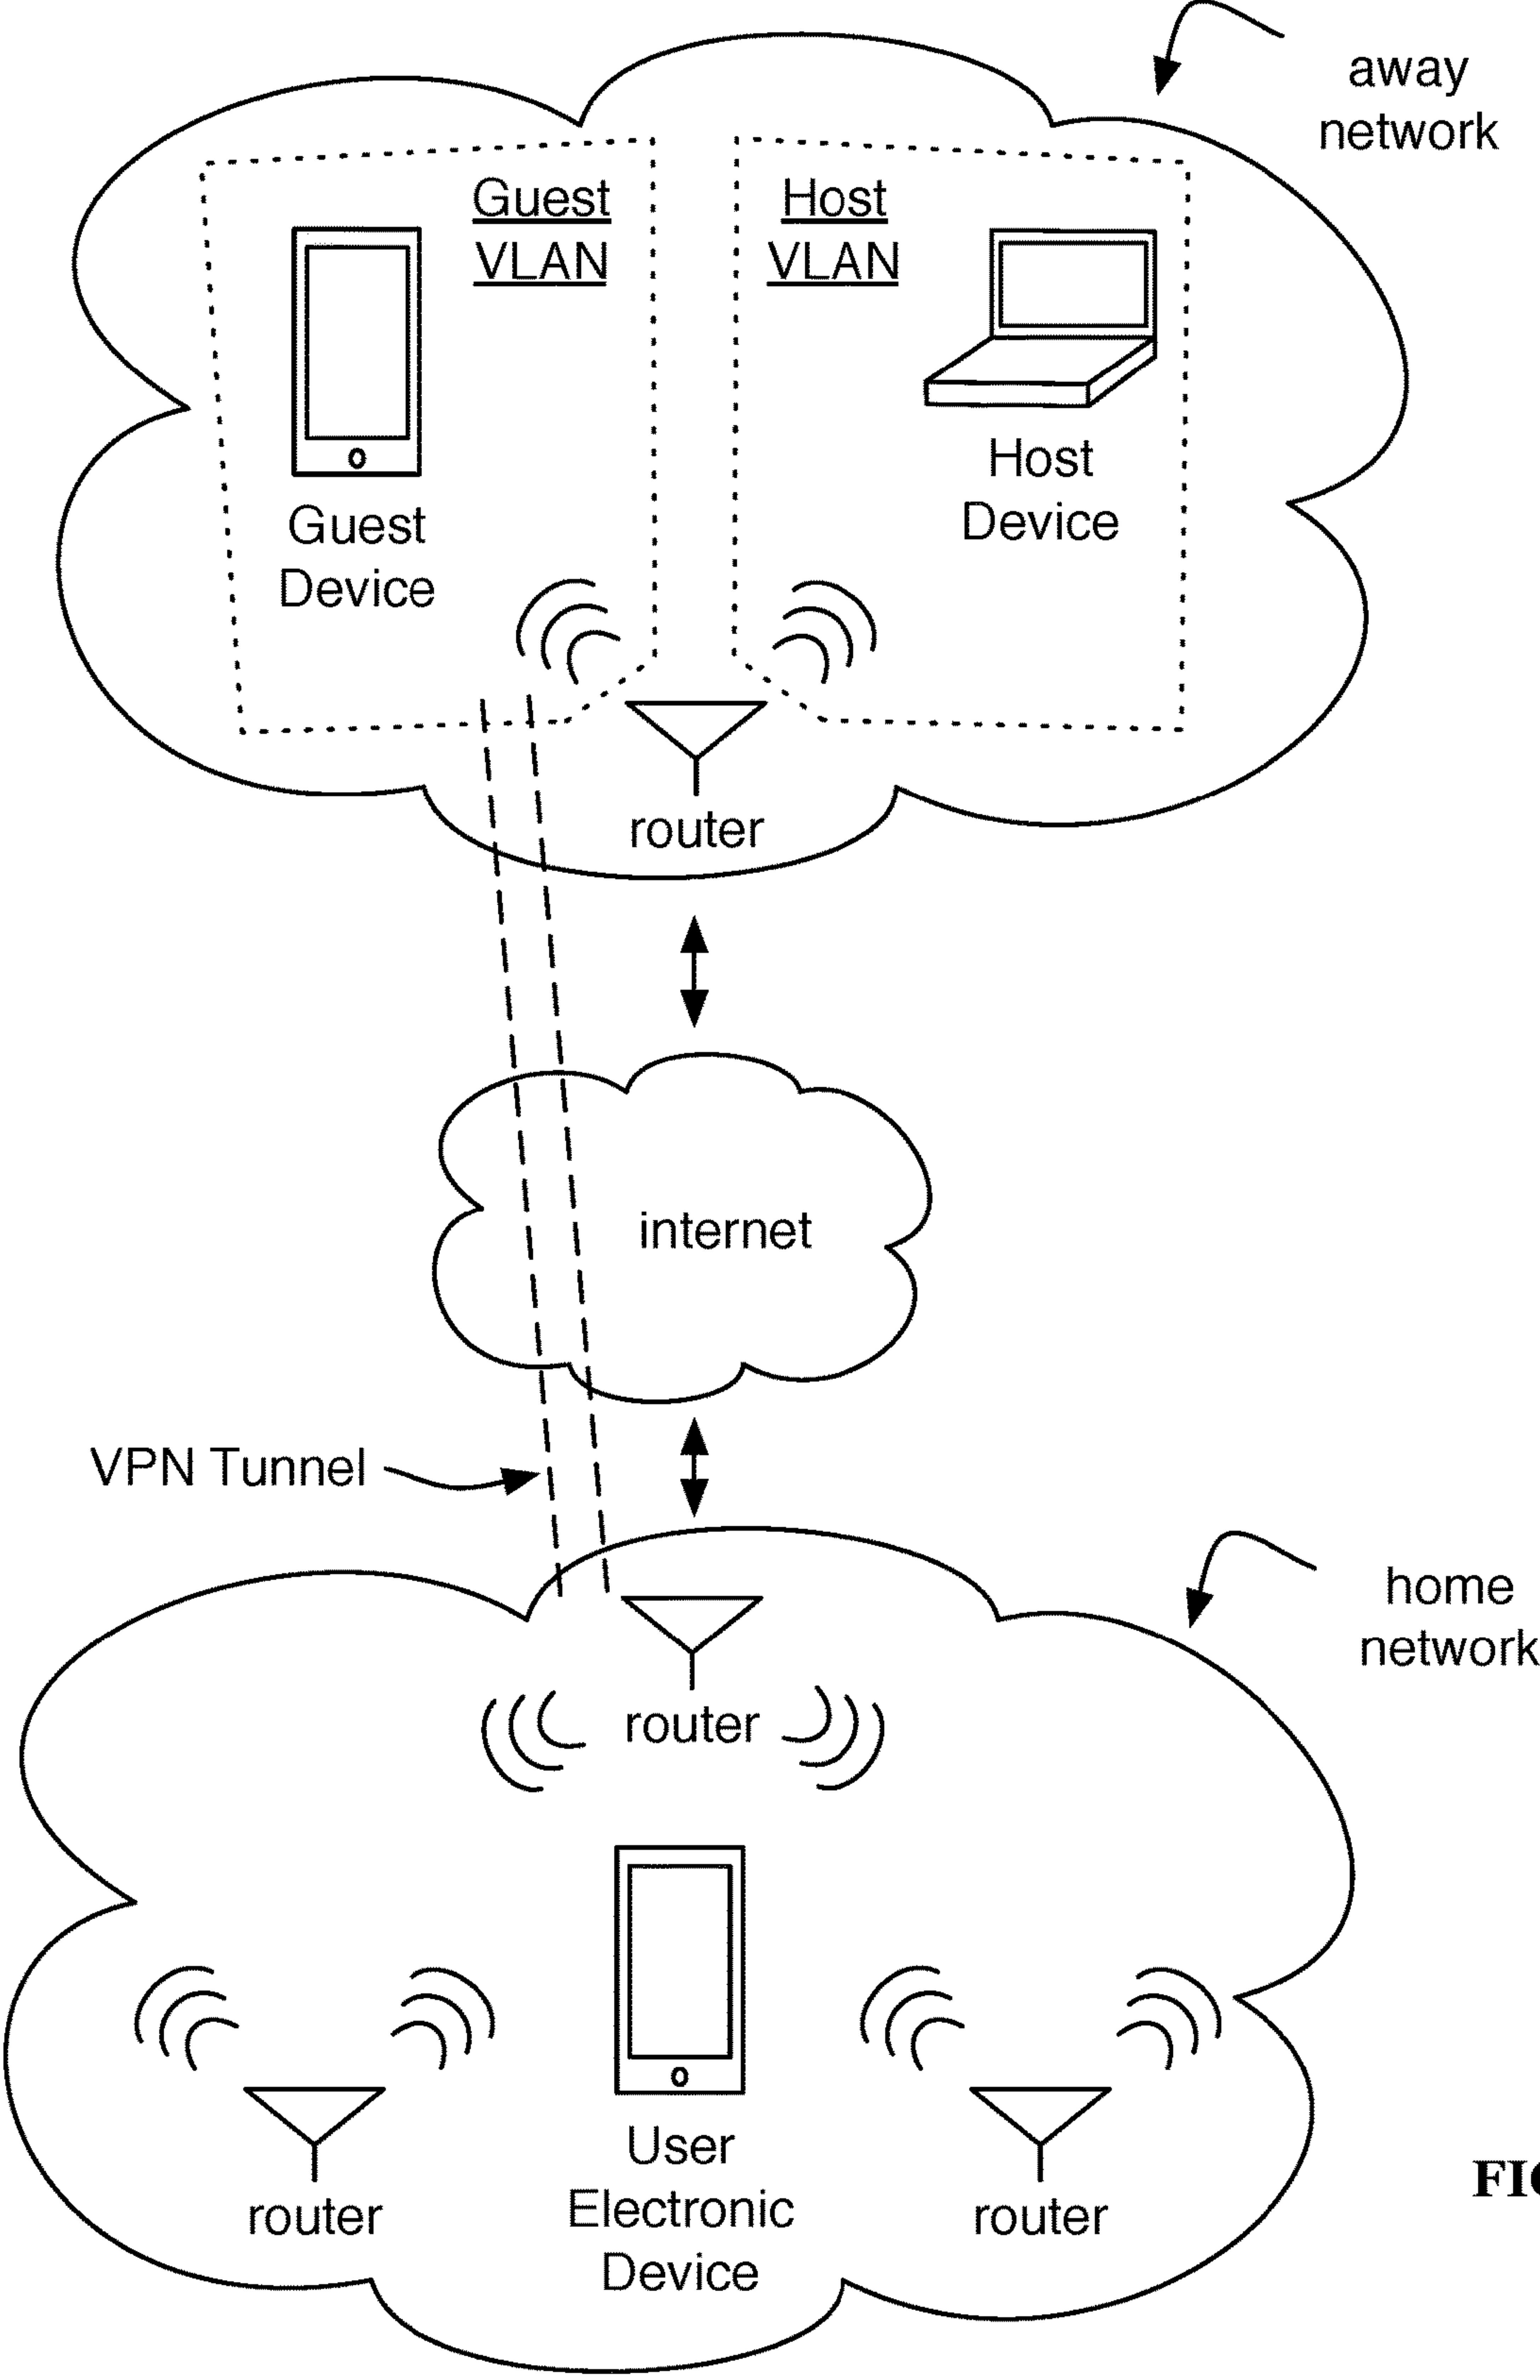 away
network
Guest
VLAN
Host
VLAN
Host
Device
Guest
Device
router
internet
VPN Tunnel
home
network
router
User
Electronic
Device
router
router